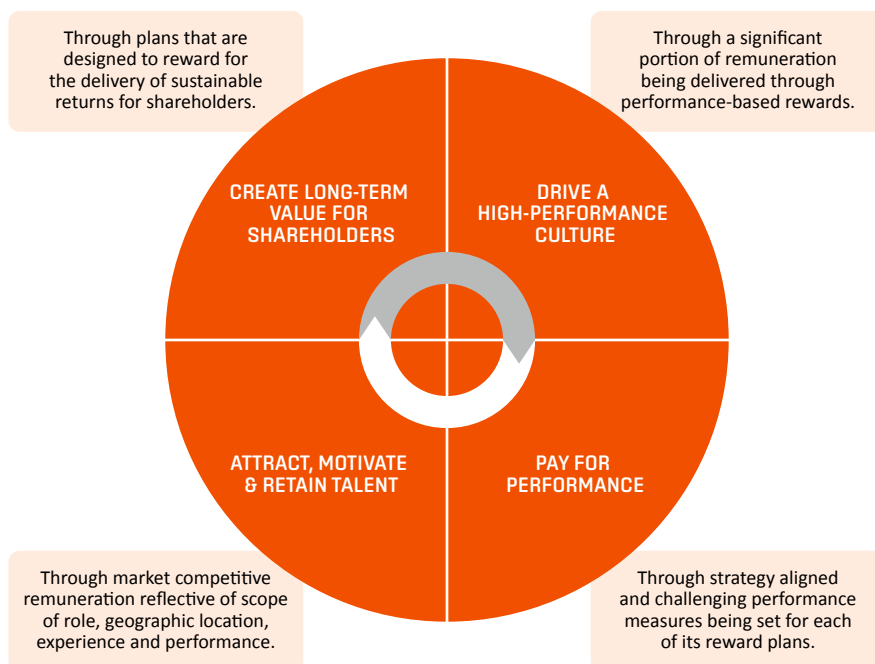 Through plans that are
designed to reward for
the delivery of sustainable
returns for shareholders.
Through a significant
portion of remuneration
being delivered through
performance-based rewards.
CREATE LONG-TERM
VALUE FOR
SHAREHOLDERS
DRIVE A
HIGH-PERFORMANCE
CULTURE
ATTRACT, MOTIVATE
& RETAIN TALENT
PAY FOR
PERFORMANCE
Through market competitive
remuneration reflective of scope
of role, geographic location,
experience and performance.
Through strategy aligned
and challenging performance
measures being set for each
of its reward plans.